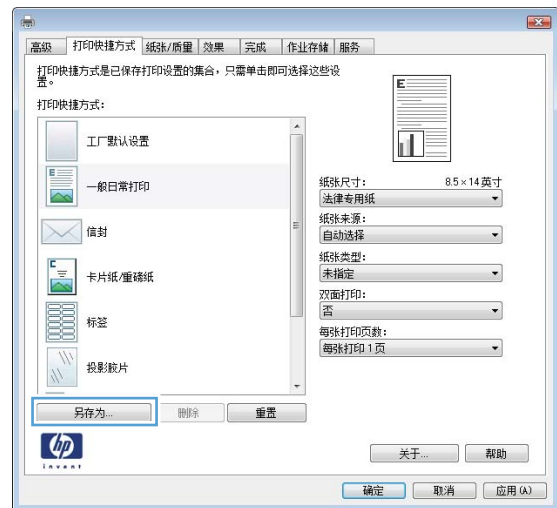 高级 打印快捷方式 纸张/质量 效果 完成 作业存储 服务
打印快捷方式是已保存打印设置的集合，只需单击即可选择这些设
置。
打印快捷方式：
工厂默认设置
一般日常打印
信封
卡片纸/重磅纸
标签
投影胶片
另存为... 删除 重置
E
纸张尺寸： 8.5×14 英寸
法律专用纸
纸张来源：
自动选择
纸张类型：
未指定
双面打印：
否
每张打印页数：
每张打印 1 页
hp
invent
关于... 帮助
确定 取消 应用(A)